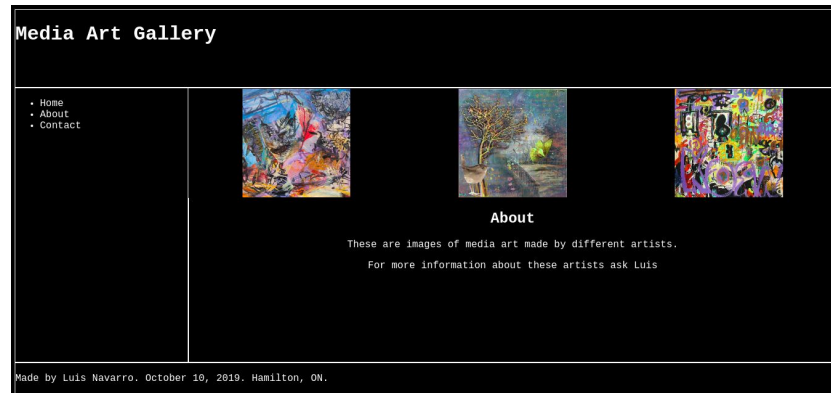 Media Art Gallery
Home
About
Contact
About
These are images of media art made by different artists.
For more information about these artists ask Luis
Made by Luis Navarro. October 10, 2019. Hamilton, ON.